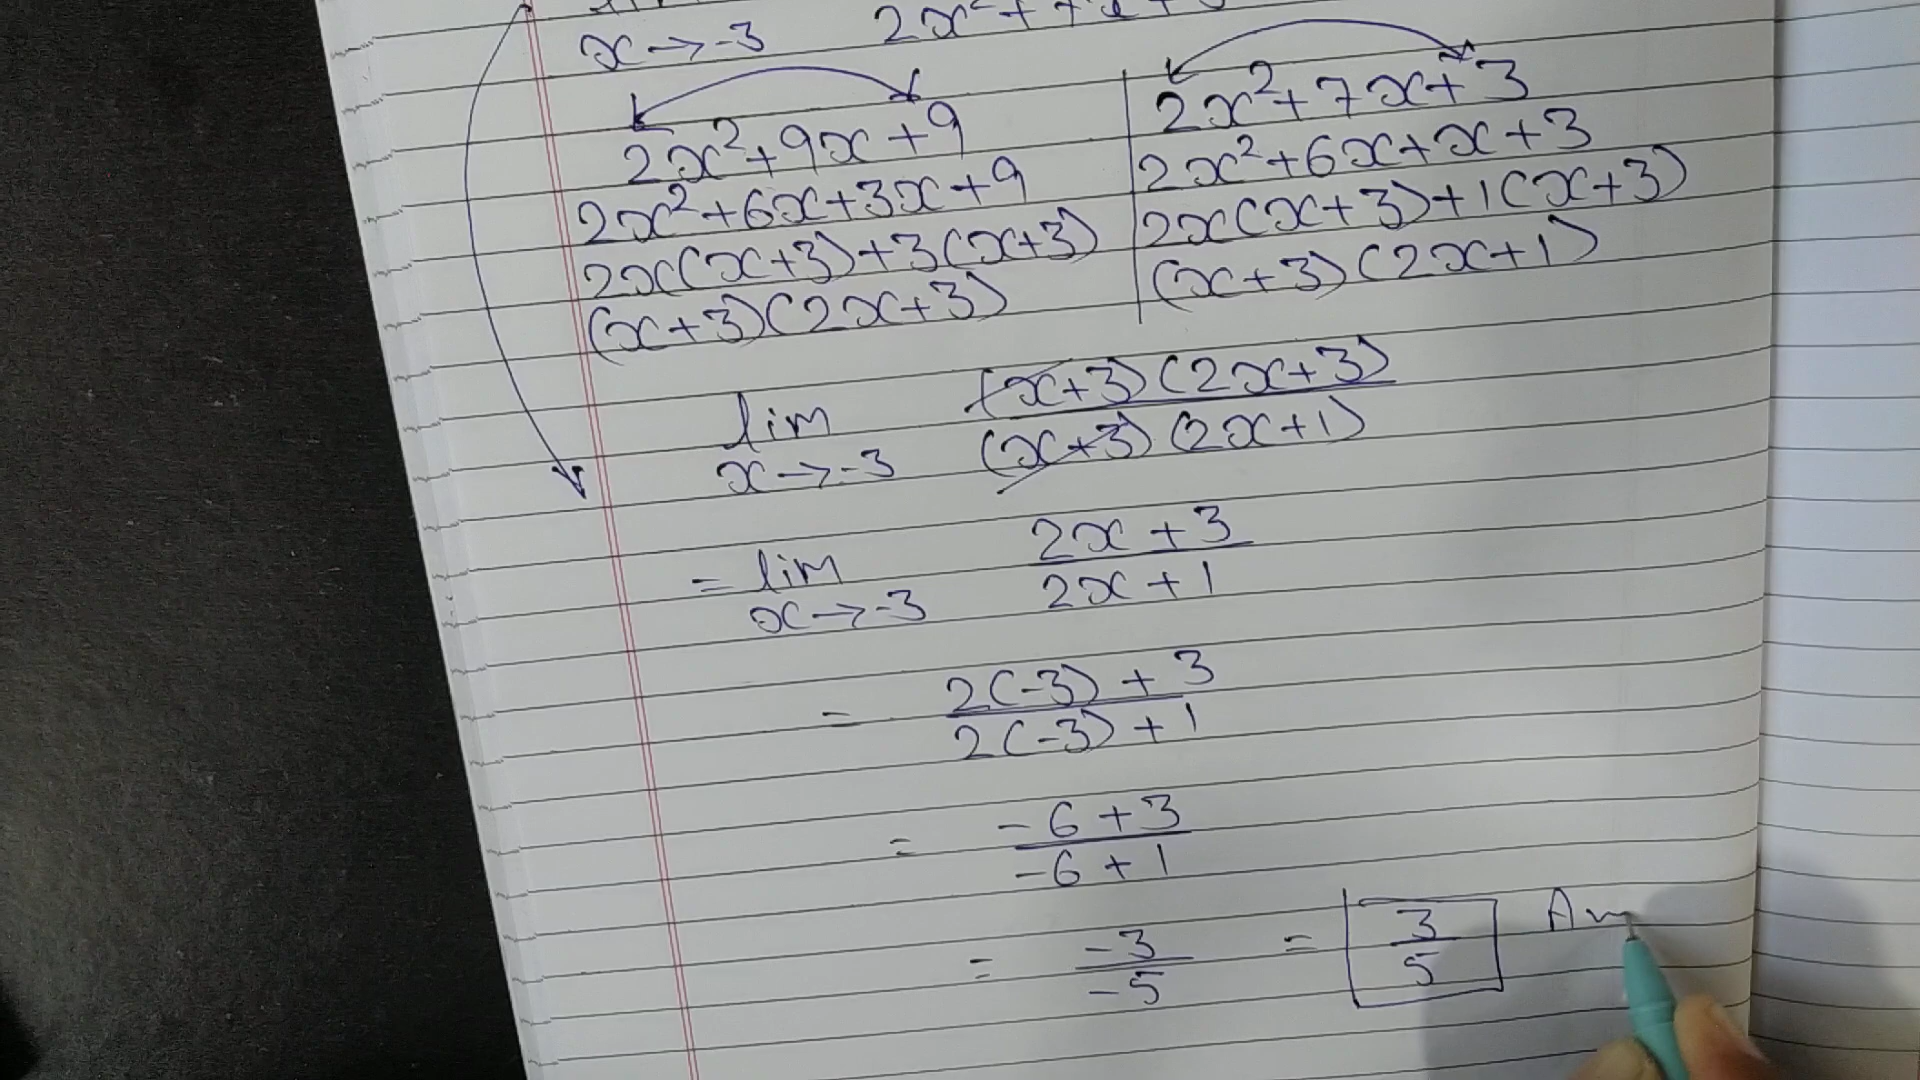 x→-3
2x²+9x+9
2x²+6x+3x+9
2x(x+3)+3(x+3)
(x+3)(2x+3)
2x²+7x+3
2x²+6x+x+3
2x(x+3)+1(x+3)
(x+3)(2x+1)
lim x→-3 (x+3)(2x+3) / (x+3)(2x+1)
= lim x→-3 2x+3 / 2x+1
= 2(-3)+3 / 2(-3)+1
= -6+3 / -6+1
= -3 / -5 = 3 / 5